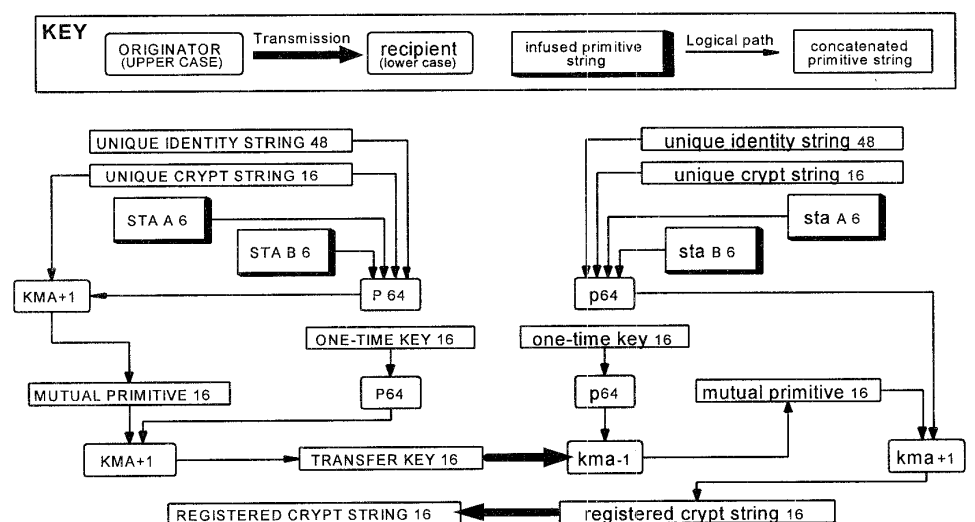 KEY
ORIGINATOR
(UPPER CASE)
Transmission
recipient
(lower case)
infused primitive
string
Logical path
concatenated
primitive string
UNIQUE IDENTITY STRING 48
unique identity string 48
UNIQUE CRYPT STRING 16
unique crypt string 16
STA A 6
sta A 6
STA B 6
sta B 6
KMA+1
P 64
p64
ONE-TIME KEY 16
one-time key 16
MUTUAL PRIMITIVE 16
P64
p64
mutual primitive 16
KMA+1
TRANSFER KEY 16
kma-1
kma+1
REGISTERED CRYPT STRING 16
registered crypt string 16